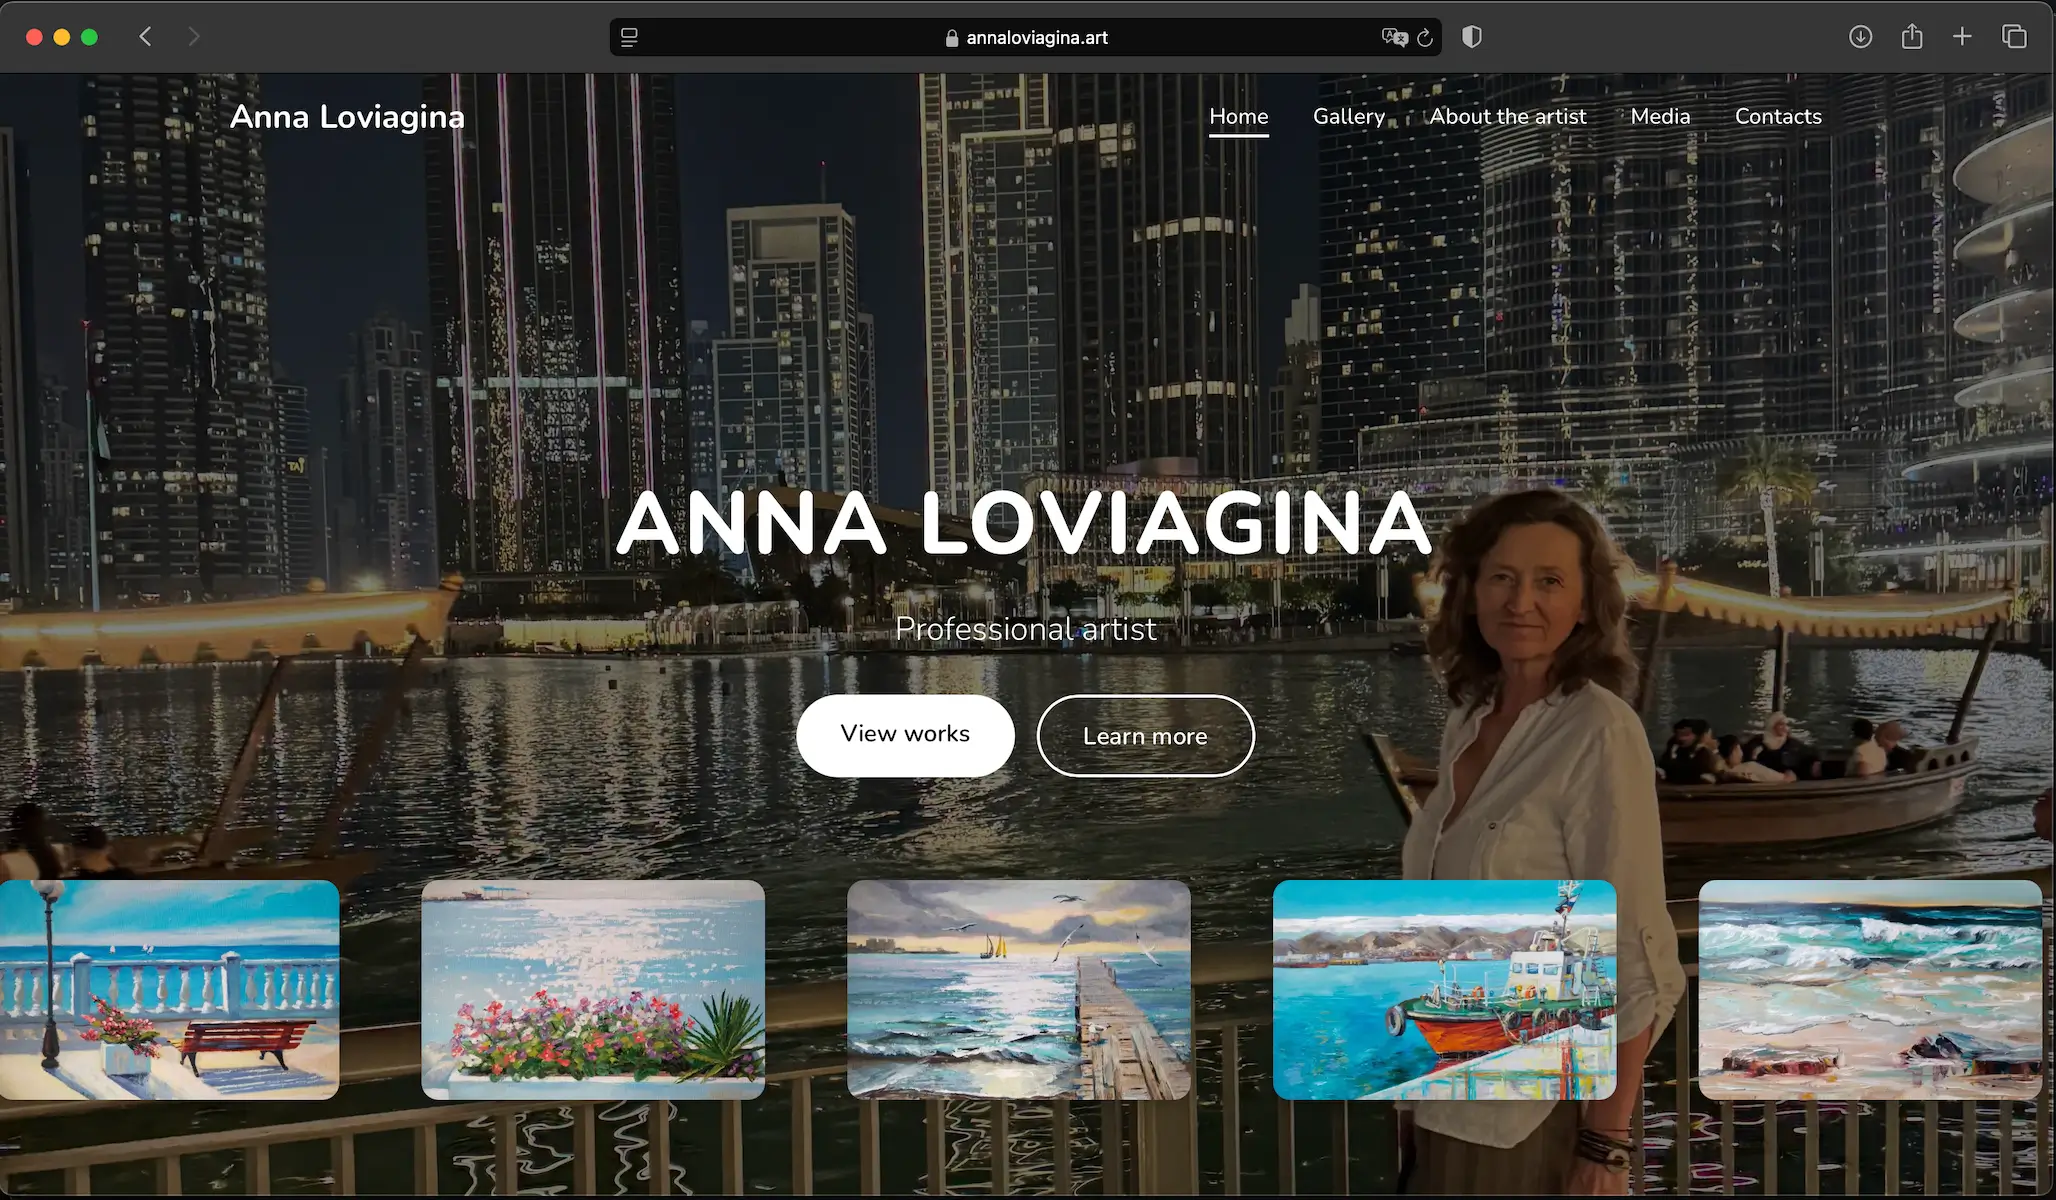 annaloviagina.art
Anna Loviagina
Home Gallery About the artist Media Contacts
TAJ
ANNA LOVIAGINA
Professional artist
View works Learn more